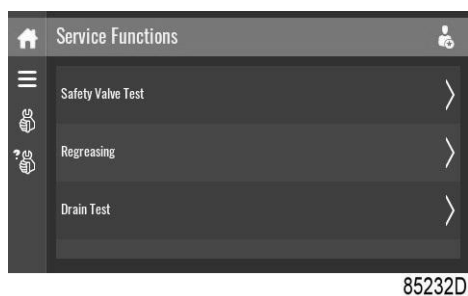 Service Functions
Safety Valve Test
?
Regreasing
Drain Test
85232D